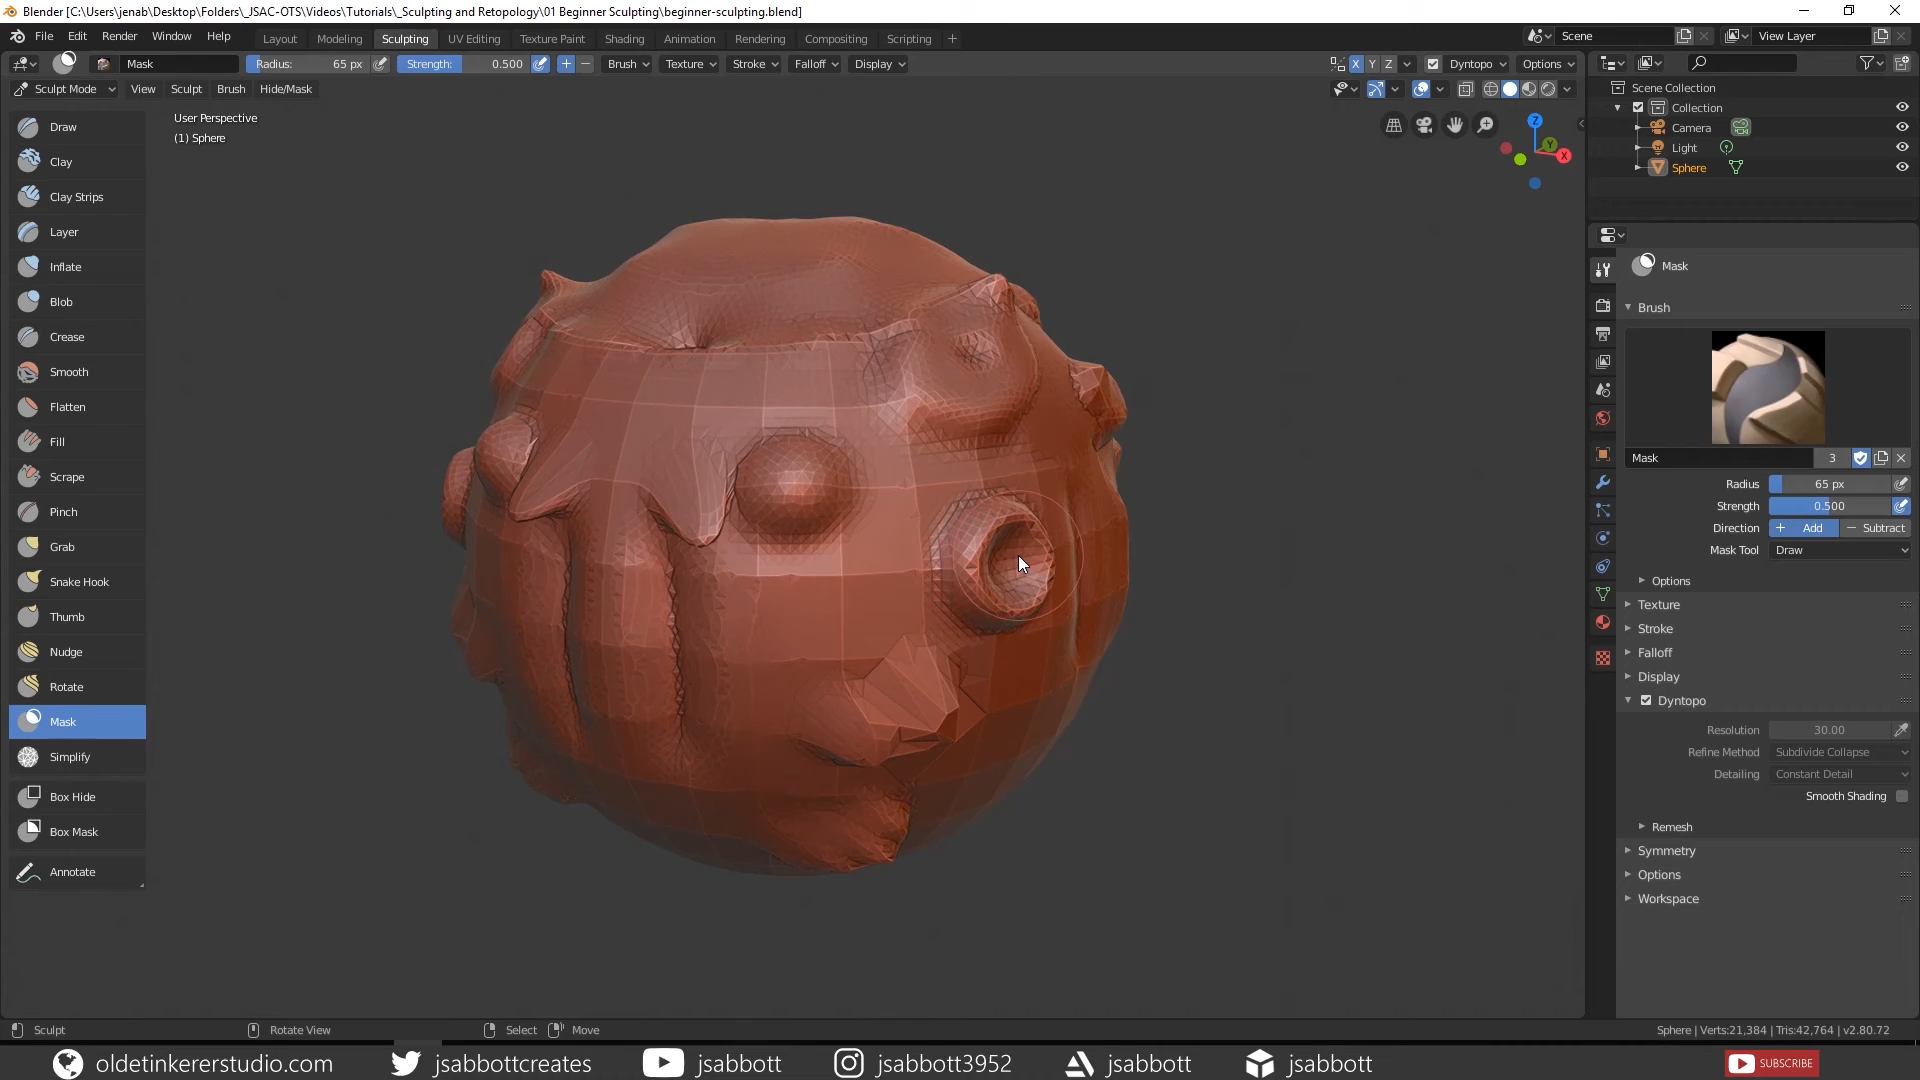 Blender [C:\Users\jenab\Desktop\Folders\_JSAC-OTS\Videos\Tutorials\_Sculpting and Retopology\01 Beginner Sculpting\beginner-sculpting.blend]
File Edit Render Window Help Layout Modeling Sculpting UV Editing Texture Paint Shading Animation Rendering Compositing Scripting + Scene View Layer
Mask Radius: 65 px Strength: 0.500 + − Brush Texture Stroke Falloff Display X Y Z Dyntopo Options
Sculpt Mode View Sculpt Brush Hide/Mask
User Perspective
(1) Sphere
Z
Y
X
Draw
Clay
Clay Strips
Layer
Inflate
Blob
Crease
Smooth
Flatten
Fill
Scrape
Pinch
Grab
Snake Hook
Thumb
Nudge
Rotate
Mask
Simplify
Box Hide
Box Mask
Annotate
Scene Collection
Collection
Camera
Light
Sphere
Mask
Brush
Mask 3
Radius 65 px
Strength 0.500
Direction + Add − Subtract
Mask Tool Draw
Options
Texture
Stroke
Falloff
Display
Dyntopo
Resolution 30.00
Refine Method Subdivide Collapse
Detailing Constant Detail
Smooth Shading
Remesh
Symmetry
Options
Workspace
Sculpt Rotate View Select Move Sphere | Verts:21,384 | Tris:42,764 | v2.80.72
oldetinkererstudio.com jsabbottcreates jsabbott jsabbott3952 jsabbott jsabbott SUBSCRIBE